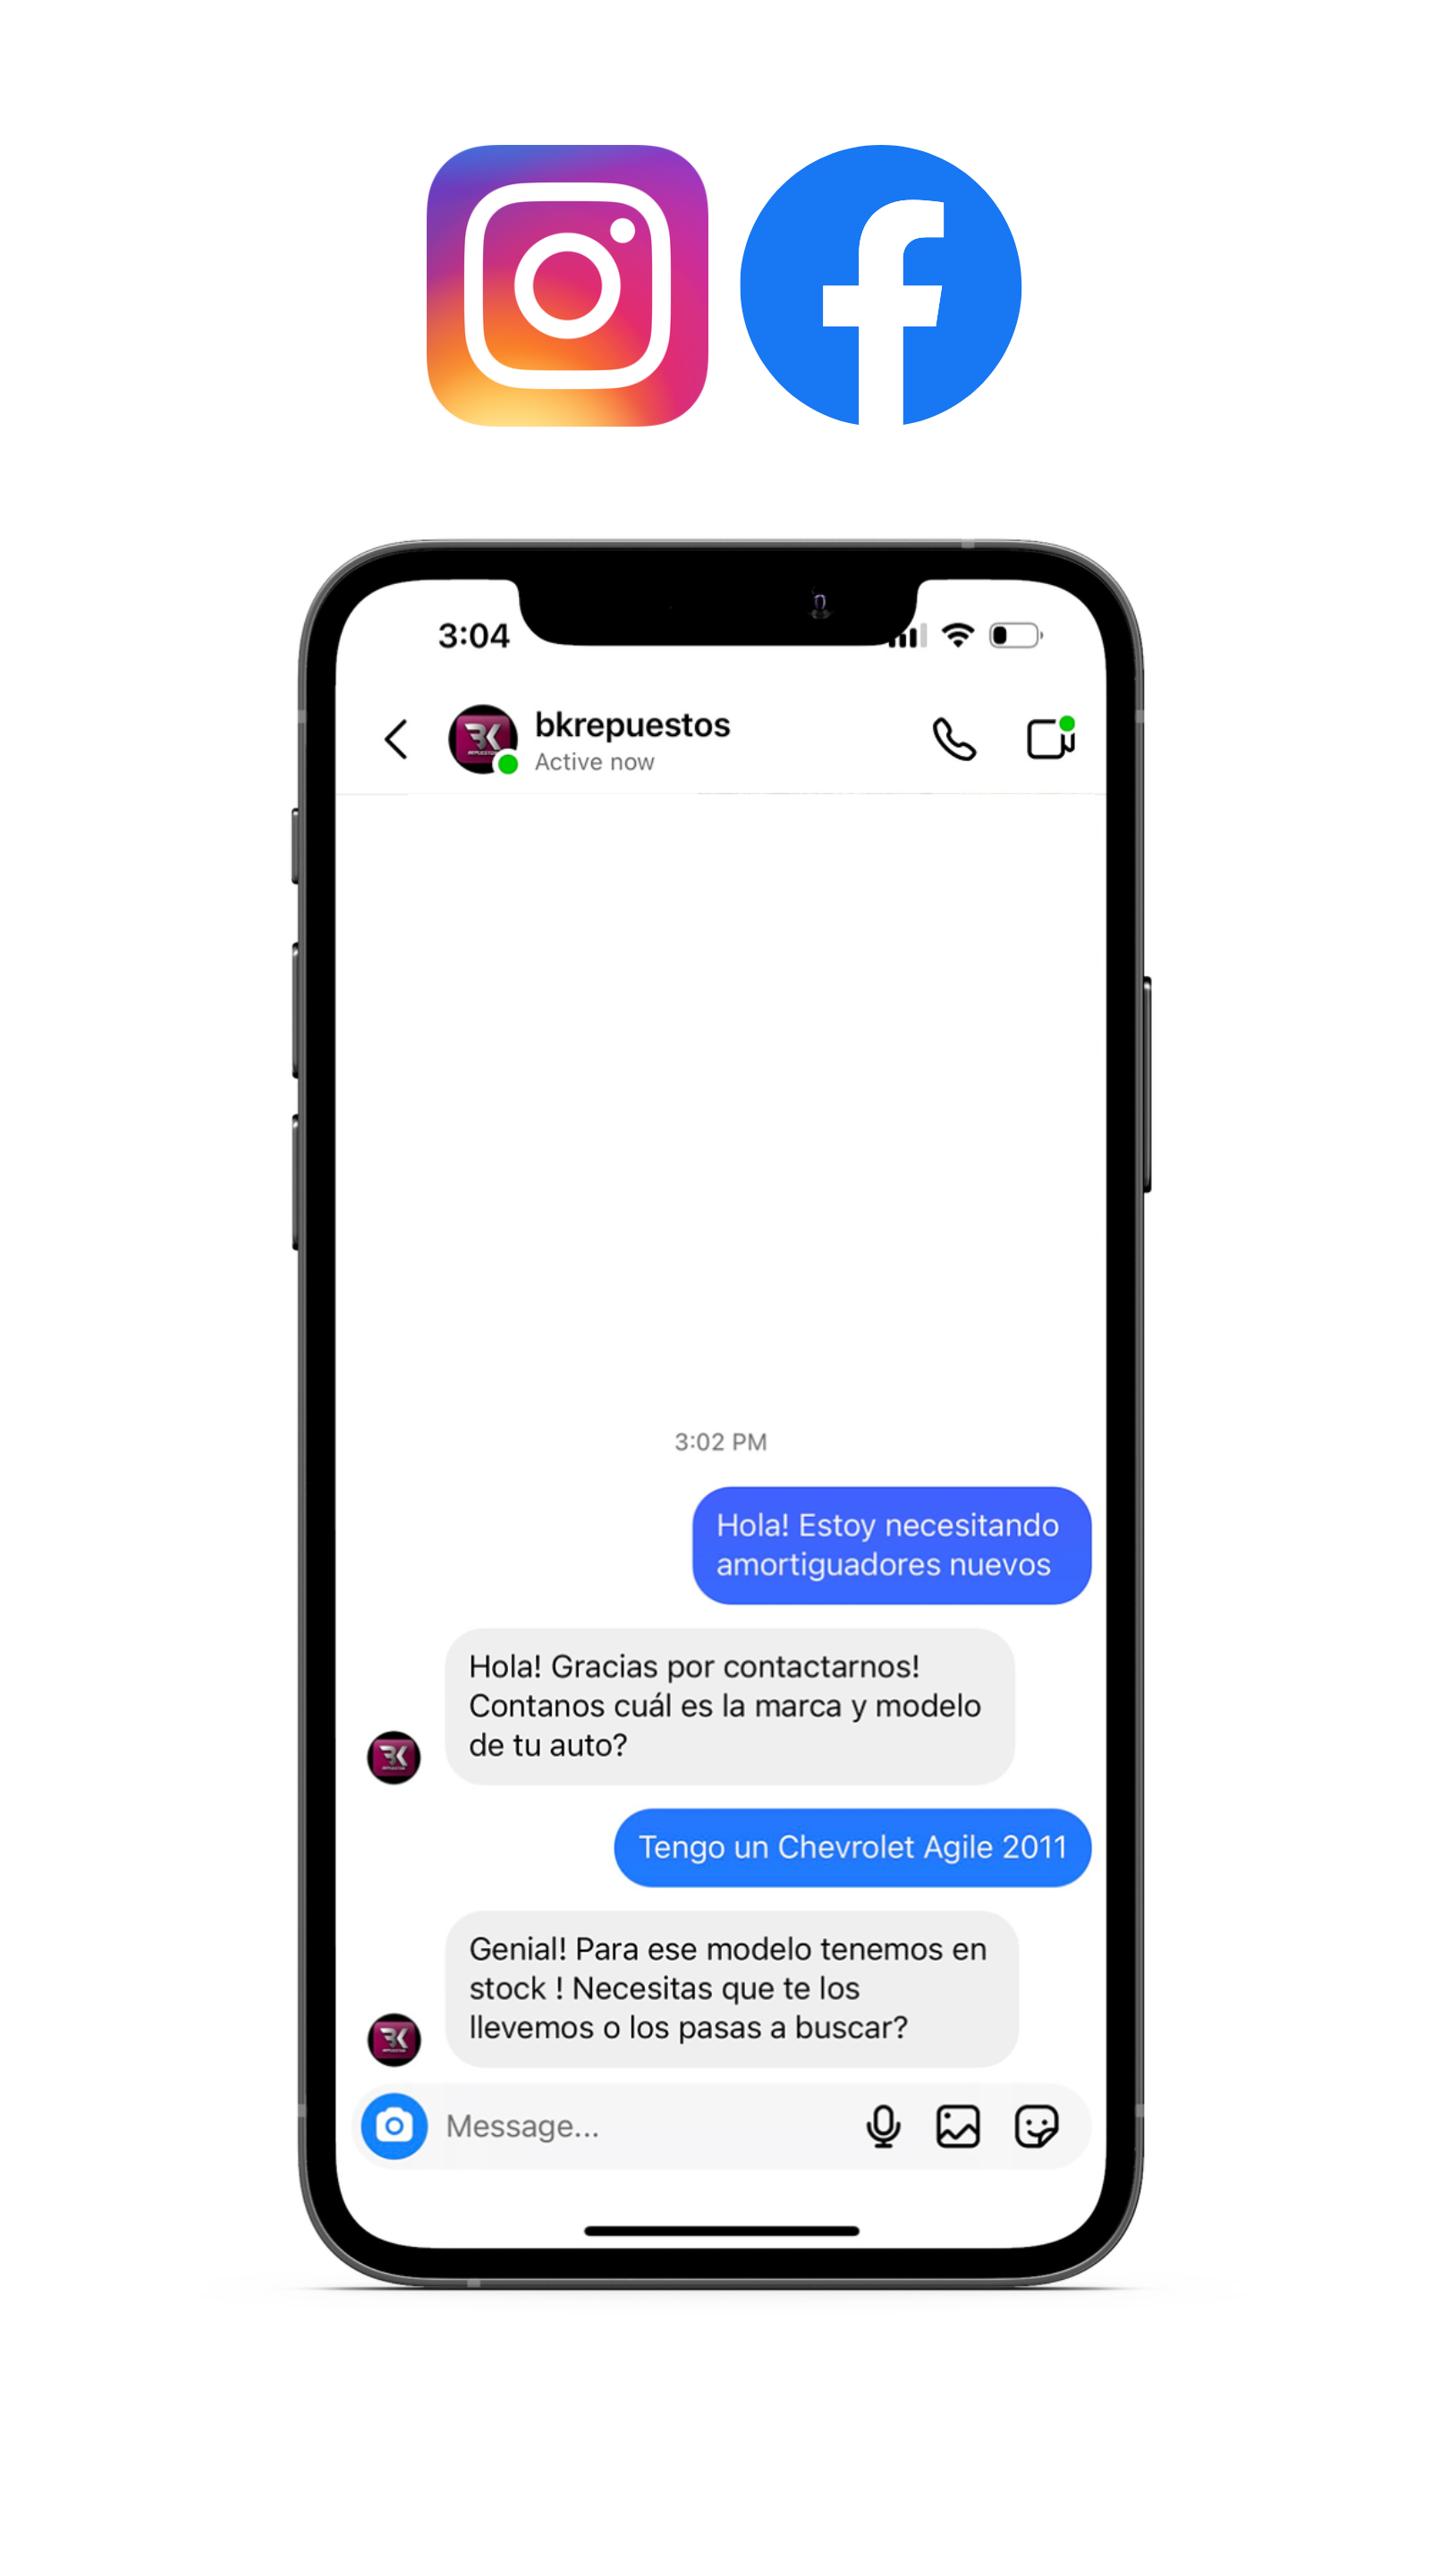 3:04
bkrepuestos
Active now
3:02 PM
Hola! Estoy necesitando
amortiguadores nuevos
Hola! Gracias por contactarnos!
Contanos cuál es la marca y modelo
de tu auto?
Tengo un Chevrolet Agile 2011
Genial! Para ese modelo tenemos en
stock ! Necesitas que te los
llevemos o los pasas a buscar?
Message...